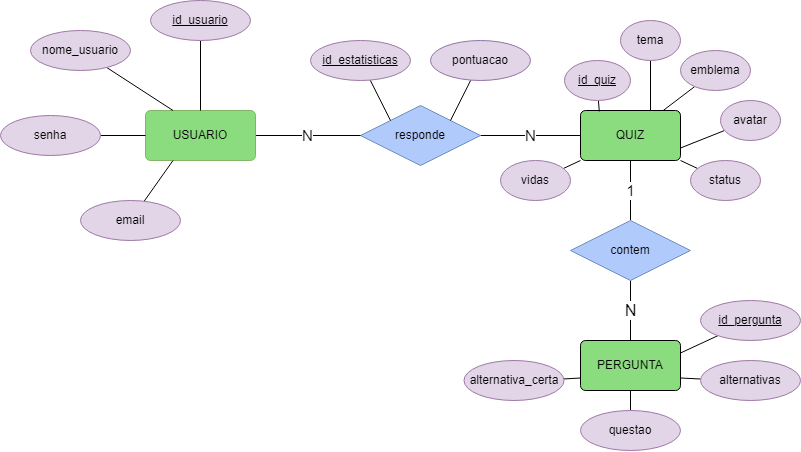 id_usuario
nome_usuario
id_estatisticas
pontuacao
tema
id_quiz
emblema
avatar
senha
USUARIO
N
responde
N
QUIZ
vidas
status
email
1
contem
N
id_pergunta
PERGUNTA
alternativa_certa
alternativas
questao